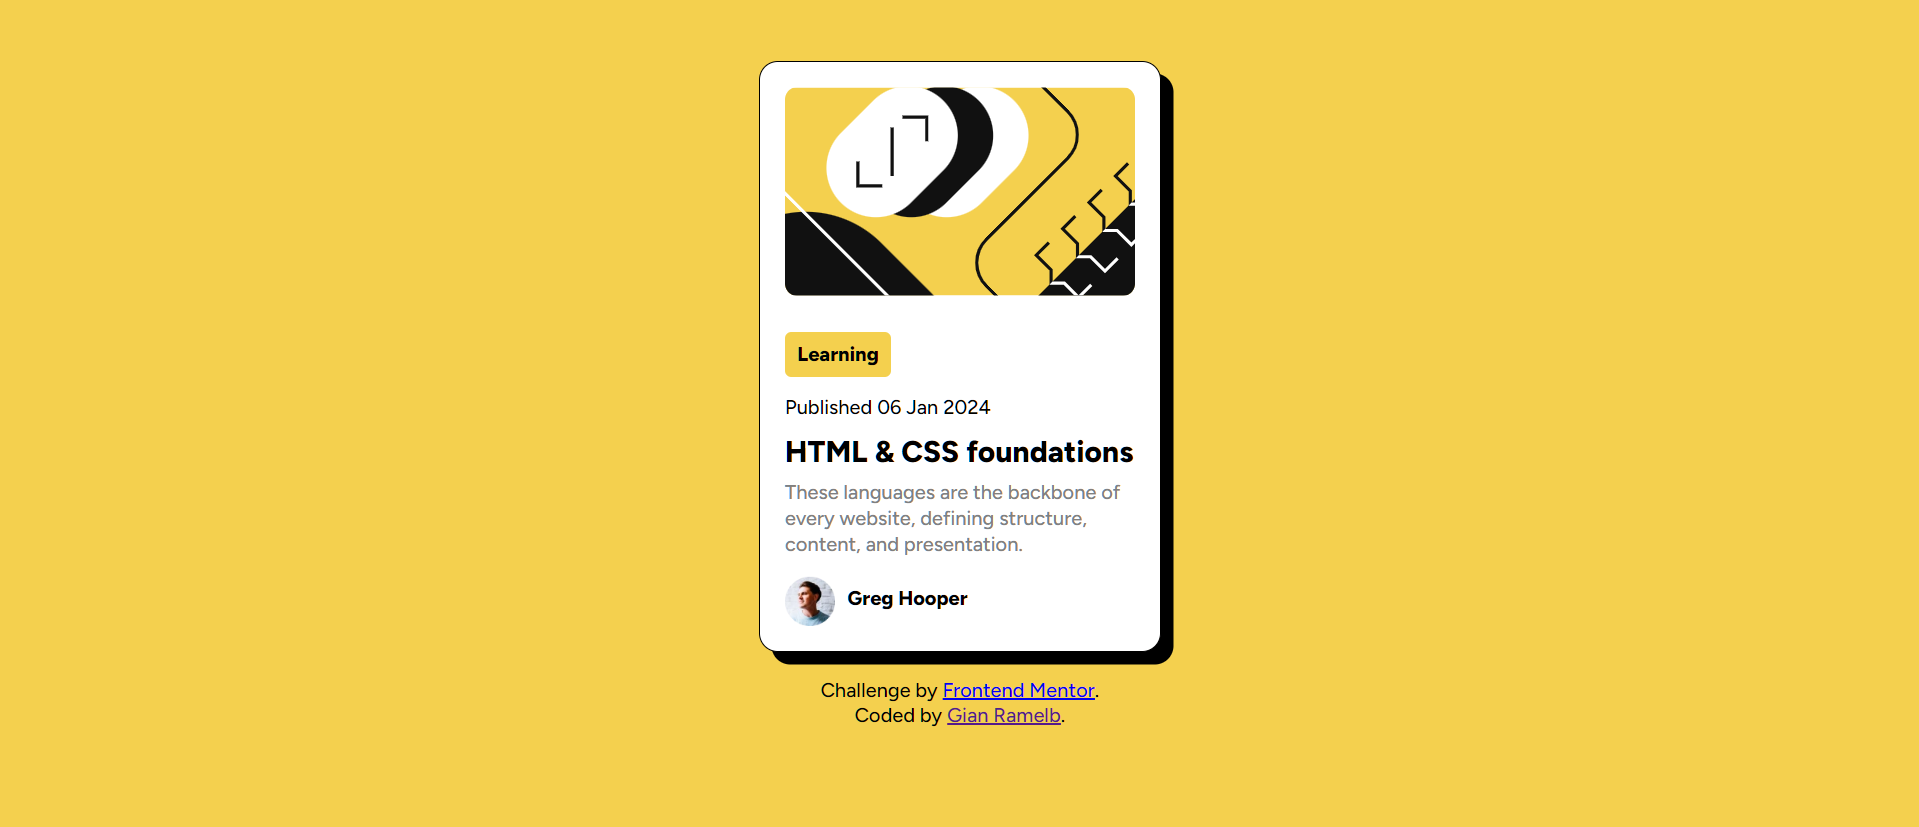 Learning
Published 06 Jan 2024
HTML & CSS foundations
These languages are the backbone of
every website, defining structure,
content, and presentation.
Greg Hooper
Challenge by Frontend Mentor.
Coded by Gian Ramelb.